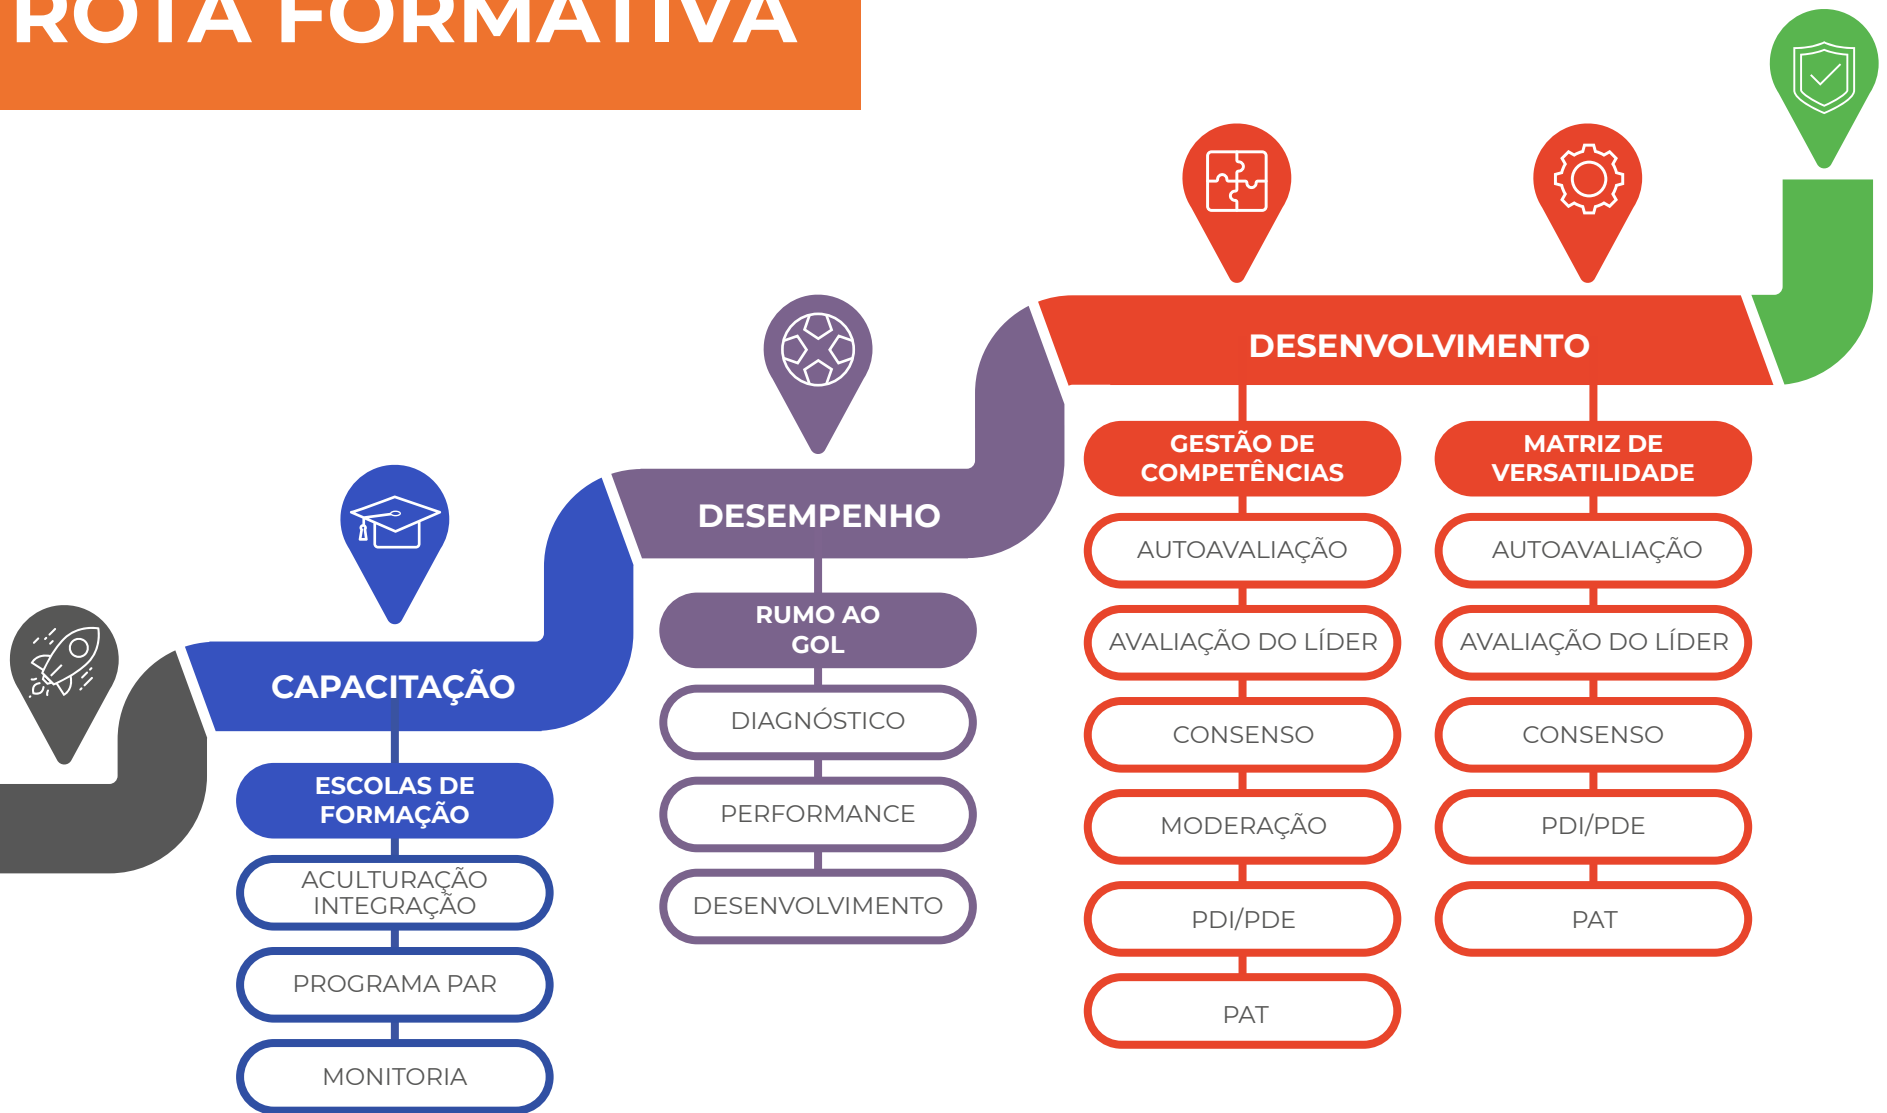 ROTA FORMATIVA
CAPACITAÇÃO
ESCOLAS DE
FORMAÇÃO
ACULTURAÇÃO
INTEGRAÇÃO
PROGRAMA PAR
MONITORIA
DESEMPENHO
RUMO AO
GOL
DIAGNÓSTICO
PERFORMANCE
DESENVOLVIMENTO
DESENVOLVIMENTO
GESTÃO DE
COMPETÊNCIAS
AUTOAVALIAÇÃO
AVALIAÇÃO DO LÍDER
CONSENSO
MODERAÇÃO
PDI/PDE
PAT
MATRIZ DE
VERSATILIDADE
AUTOAVALIAÇÃO
AVALIAÇÃO DO LÍDER
CONSENSO
PDI/PDE
PAT